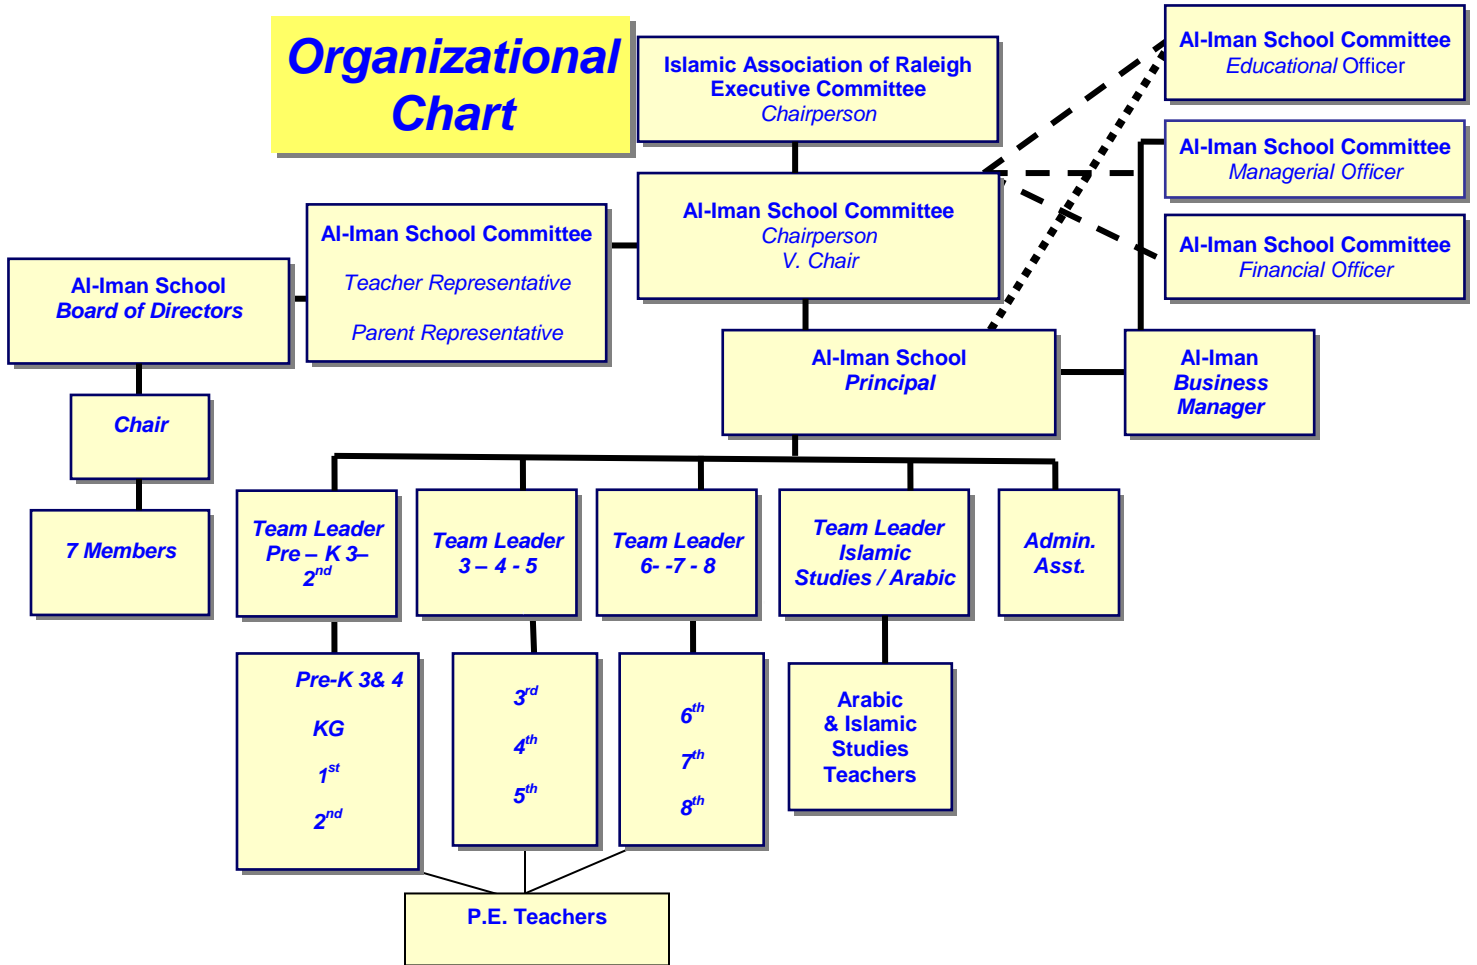 Organizational
Chart
Islamic Association of Raleigh
Executive Committee
Chairperson
Al-Iman School Committee
Educational Officer
Al-Iman School Committee
Managerial Officer
Al-Iman School Committee
Financial Officer
Al-Iman School Committee
Chairperson
V. Chair
Al-Iman School Committee
Teacher Representative
Parent Representative
Al-Iman School
Board of Directors
Chair
7 Members
Al-Iman School
Principal
Al-Iman
Business
Manager
Team Leader
Pre – K 3–
2nd
Team Leader
3 – 4 - 5
Team Leader
6- -7 - 8
Team Leader
Islamic
Studies / Arabic
Admin.
Asst.
Pre-K 3& 4
KG
1st
2nd
3rd
4th
5th
6th
7th
8th
Arabic
& Islamic
Studies
Teachers
P.E. Teachers